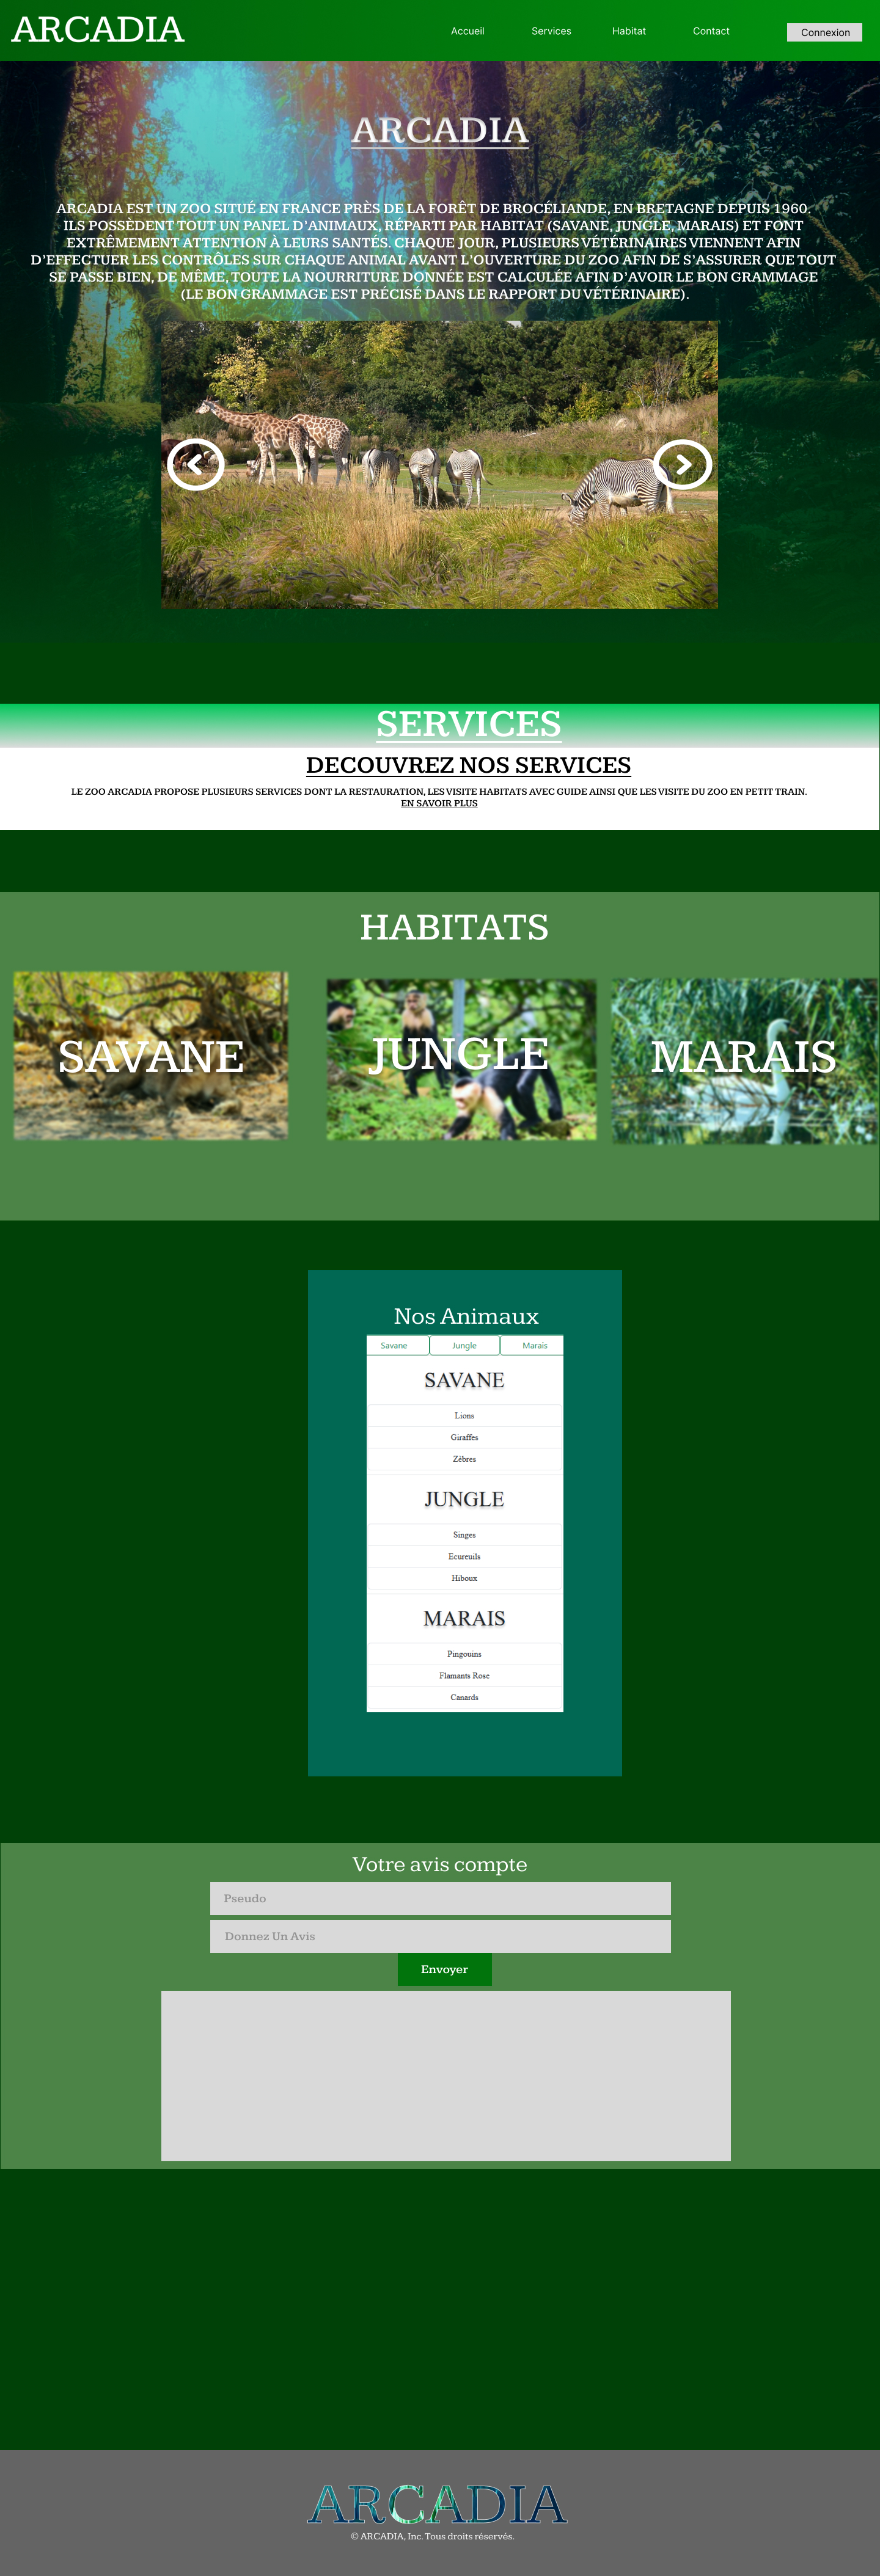 ARCADIA
Accueil
Services
Habitat
Contact
Connexion
ARCADIA
ARCADIA EST UN ZOO SITUÉ EN FRANCE PRÈS DE LA FORÊT DE BROCÉLIANDE, EN BRETAGNE DEPUIS 1960.
ILS POSSÈDENT TOUT UN PANEL D'ANIMAUX, RÉPARTI PAR HABITAT (SAVANE, JUNGLE, MARAIS) ET FONT
EXTRÊMEMENT ATTENTION À LEURS SANTÉS. CHAQUE JOUR, PLUSIEURS VÉTÉRINAIRES VIENNENT AFIN
D'EFFECTUER LES CONTRÔLES SUR CHAQUE ANIMAL AVANT L'OUVERTURE DU ZOO AFIN DE S'ASSURER QUE TOUT
SE PASSE BIEN, DE MÊME, TOUTE LA NOURRITURE DONNÉE EST CALCULÉE AFIN D'AVOIR LE BON GRAMMAGE
(LE BON GRAMMAGE EST PRÉCISÉ DANS LE RAPPORT DU VÉTÉRINAIRE).
SERVICES
DECOUVREZ NOS SERVICES
LE ZOO ARCADIA PROPOSE PLUSIEURS SERVICES DONT LA RESTAURATION, LES VISITE HABITATS AVEC GUIDE AINSI QUE LES VISITE DU ZOO EN PETIT TRAIN.
EN SAVOIR PLUS
HABITATS
SAVANE
JUNGLE
MARAIS
Nos Animaux
Savane
Jungle
Marais
SAVANE
Lions
Giraffes
Zèbres
JUNGLE
Singes
Ecureuils
Hiboux
MARAIS
Pingouins
Flamants Rose
Canards
Votre avis compte
Pseudo
Donnez Un Avis
Envoyer
ARCADIA
© ARCADIA, Inc. Tous droits réservés.